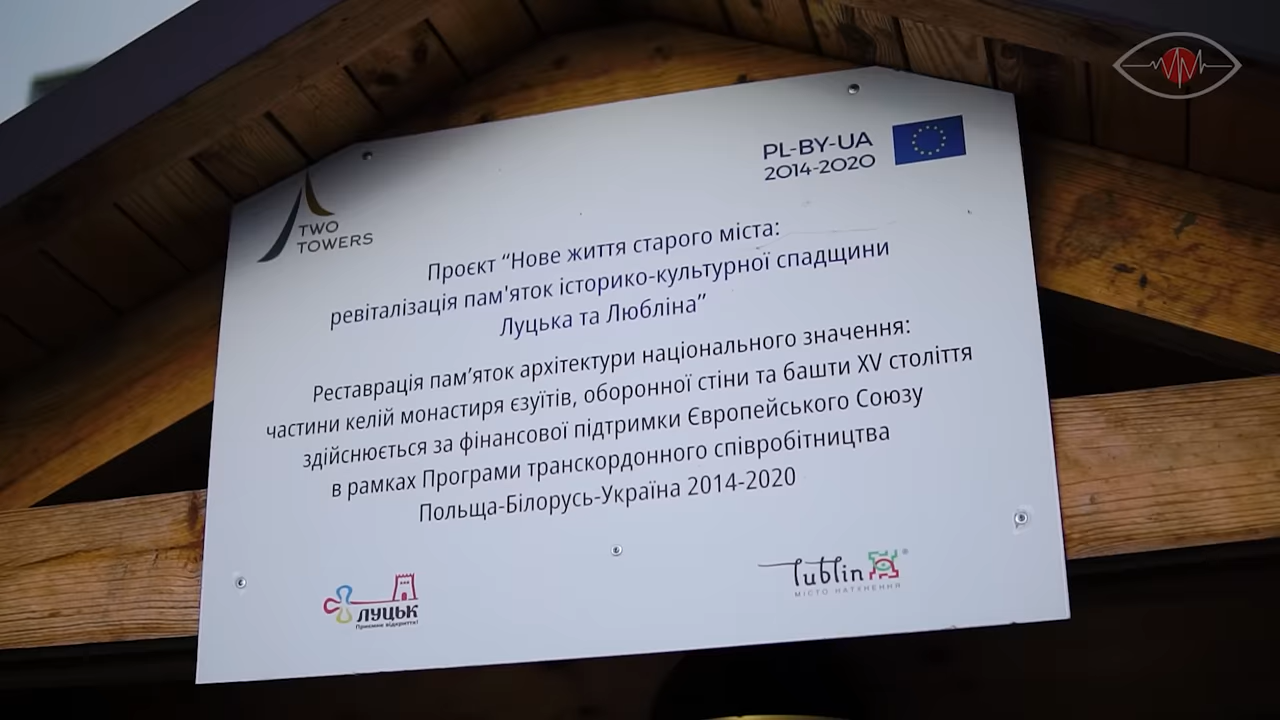 PL-BY-UA
2014-2020
TWO
TOWERS
Проєкт “Нове життя старого міста:
ревіталізація пам'яток історико-культурної спадщини
Луцька та Любліна”
Реставрація пам’яток архітектури національного значення:
частини келій монастиря єзуїтів, оборонної стіни та башти XV століття
здійснюється за фінансової підтримки Європейського Союзу
в рамках Програми транскордонного співробітництва
Польща-Білорусь-Україна 2014-2020
ЛУЦЬК
Приємне відкриття!
lublin
МІСТО НАТХНЕННЯ